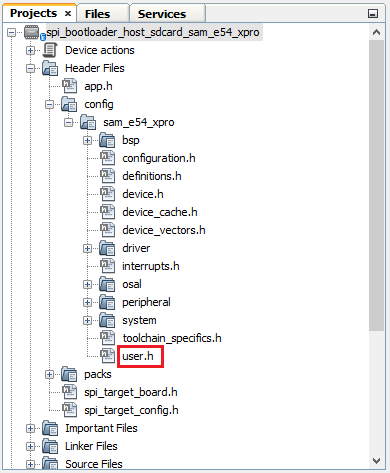 Projects × Files Services
spi_bootloader_host_sdcard_sam_e54_xpro
Device actions
Header Files
app.h
config
sam_e54_xpro
bsp
configuration.h
definitions.h
device.h
device_cache.h
device_vectors.h
driver
interrupts.h
osal
peripheral
system
toolchain_specifics.h
user.h
packs
spi_target_board.h
spi_target_config.h
Important Files
Linker Files
Source Files